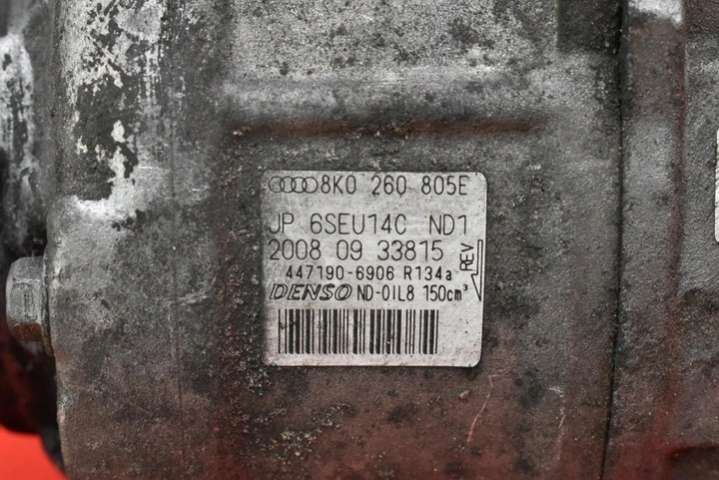 8K0 260 805E
JP 6SEU14C ND1
2008 09 33815
REV
447190-6906 R134a
DENSO ND-OIL8 150cm³